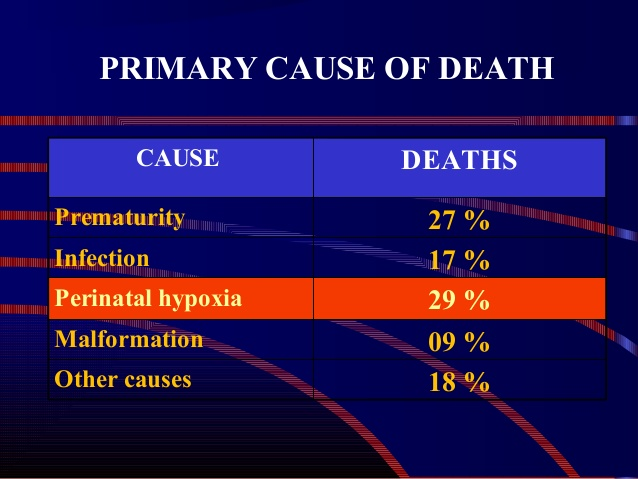 PRIMARY CAUSE OF DEATH
CAUSE DEATHS
Prematurity 27 %
Infection 17 %
Perinatal hypoxia 29 %
Malformation 09 %
Other causes 18 %